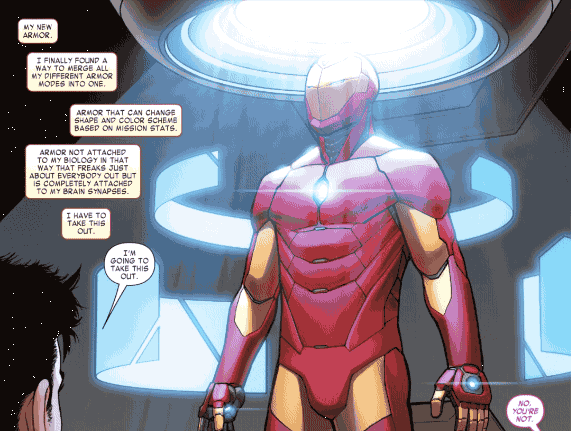 MY NEW
ARMOR.
I FINALLY FOUND A
WAY TO MERGE ALL
MY DIFFERENT ARMOR
MODES INTO ONE.
ARMOR THAT CAN CHANGE
SHAPE AND COLOR SCHEME
BASED ON MISSION STATS.
ARMOR NOT ATTACHED
TO MY BIOLOGY IN THAT
WAY THAT FREAKS JUST
ABOUT EVERYBODY OUT BUT
IS COMPLETELY ATTACHED
TO MY BRAIN SYNAPSES.
I HAVE TO
TAKE THIS
OUT.
I'M
GOING TO
TAKE THIS
OUT.
NO.
YOU'RE
NOT.